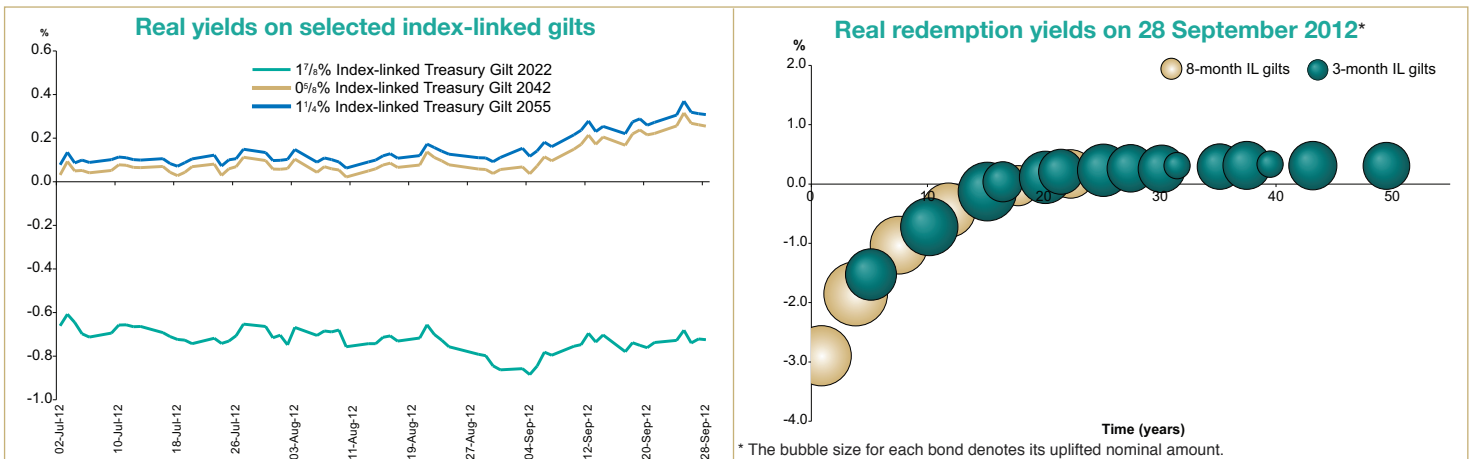 Real yields on selected index-linked gilts
%
0.6
0.4
0.2
0.0
-0.2
-0.4
-0.6
-0.8
-1.0
1⁷/₈% Index-linked Treasury Gilt 2022
0⁵/₈% Index-linked Treasury Gilt 2042
1¹/₄% Index-linked Treasury Gilt 2055
02-Jul-12
10-Jul-12
18-Jul-12
26-Jul-12
03-Aug-12
11-Aug-12
19-Aug-12
27-Aug-12
04-Sep-12
12-Sep-12
20-Sep-12
28-Sep-12
Real redemption yields on 28 September 2012*
%
2.0
1.0
0.0
-1.0
-2.0
-3.0
-4.0
8-month IL gilts 3-month IL gilts
0 10 20 30 40 50
Time (years)
* The bubble size for each bond denotes its uplifted nominal amount.